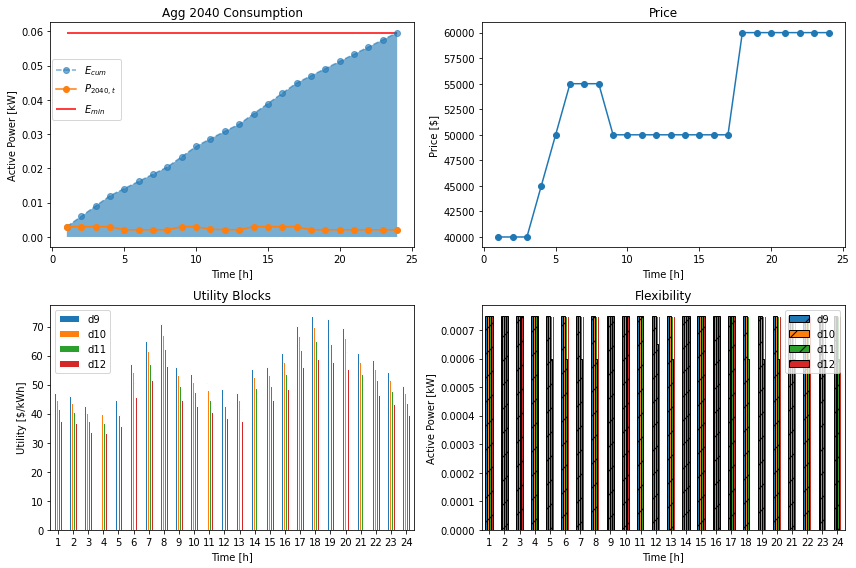 Agg 2040 Consumption
Active Power [kW]
0.06
0.05
0.04
0.03
0.02
0.01
0.00
E_cum
P_2040, t
E_min
0 5 10 15 20 25
Time [h]
Price
Price [$]
60000
57500
55000
52500
50000
47500
45000
42500
40000
0 5 10 15 20 25
Time [h]
Utility Blocks
Utility [$/kWh]
70
60
50
40
30
20
10
0
d9
d10
d11
d12
1 2 3 4 5 6 7 8 9 10 11 12 13 14 15 16 17 18 19 20 21 22 23 24
Time [h]
Flexibility
Active Power [kW]
0.0007
0.0006
0.0005
0.0004
0.0003
0.0002
0.0001
0.0000
d9
d10
d11
d12
1 2 3 4 5 6 7 8 9 10 11 12 13 14 15 16 17 18 19 20 21 22 23 24
Time [h]